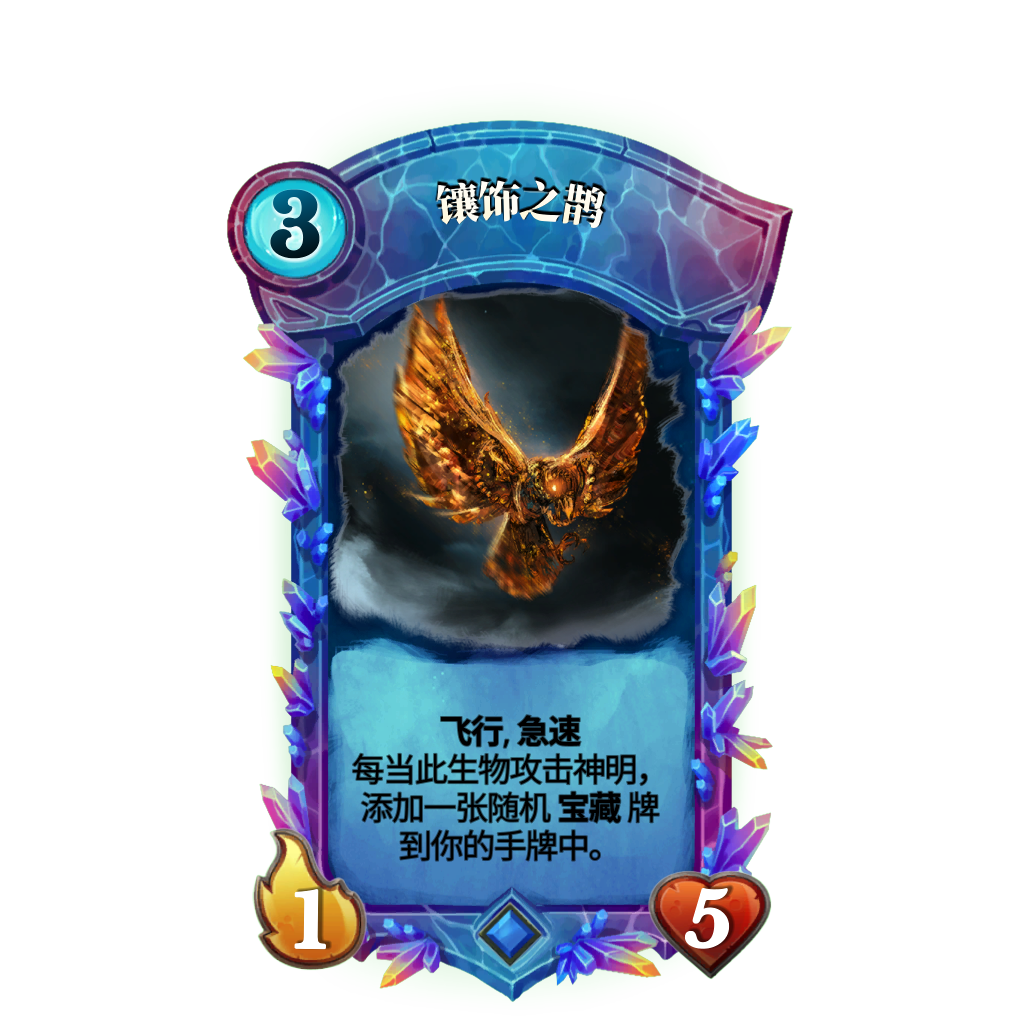 3
镶饰之鹊
飞行, 急速
每当此生物攻击神明，
添加一张随机 宝藏 牌
到你的手牌中。
1
5